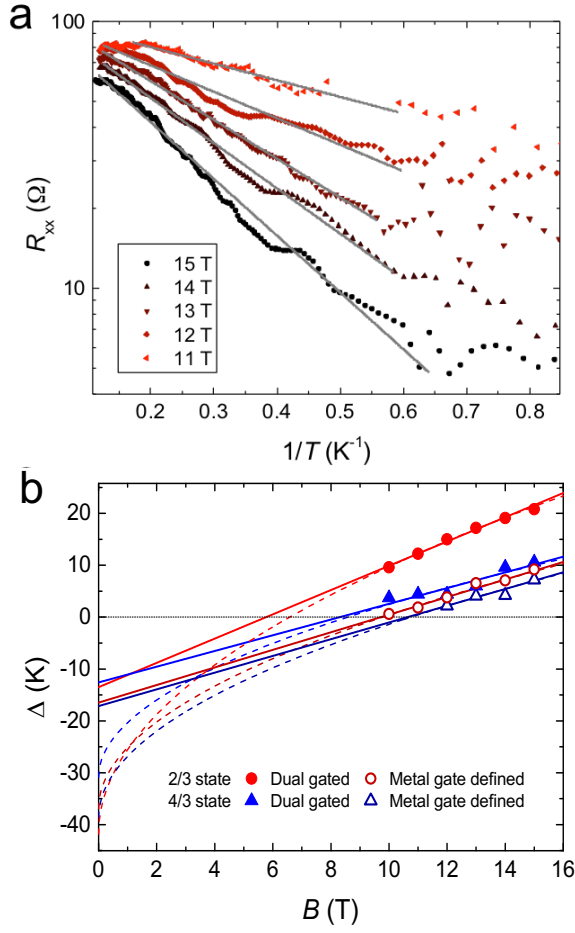 a
100
10
R_xx (Ω)
15 T
14 T
13 T
12 T
11 T
0.2 0.3 0.4 0.5 0.6 0.7 0.8
1/T (K⁻¹)
b
20
10
0
-10
-20
-30
-40
Δ (K)
2/3 state Dual gated Metal gate defined
4/3 state Dual gated Metal gate defined
0 2 4 6 8 10 12 14 16
B (T)